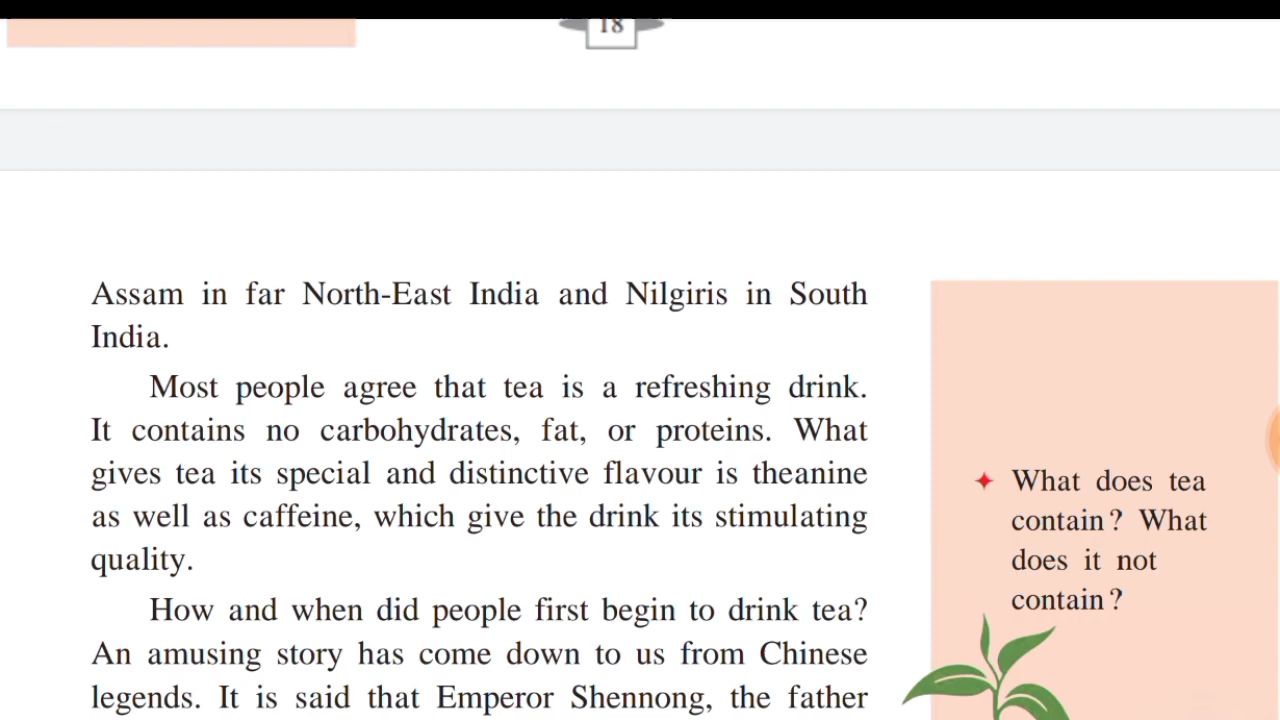 18
Assam in far North-East India and Nilgiris in South
India.
Most people agree that tea is a refreshing drink.
It contains no carbohydrates, fat, or proteins. What
gives tea its special and distinctive flavour is theanine
as well as caffeine, which give the drink its stimulating
quality.
How and when did people first begin to drink tea?
An amusing story has come down to us from Chinese
legends. It is said that Emperor Shennong, the father
What does tea
contain? What
does it not
contain?